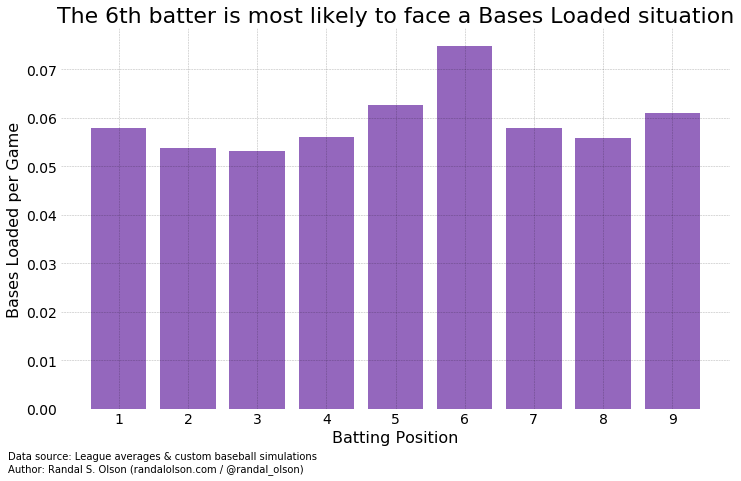 The 6th batter is most likely to face a Bases Loaded situation
Bases Loaded per Game
0.07
0.06
0.05
0.04
0.03
0.02
0.01
0.00
1 2 3 4 5 6 7 8 9
Batting Position
Data source: League averages & custom baseball simulations
Author: Randal S. Olson (randalolson.com / @randal_olson)